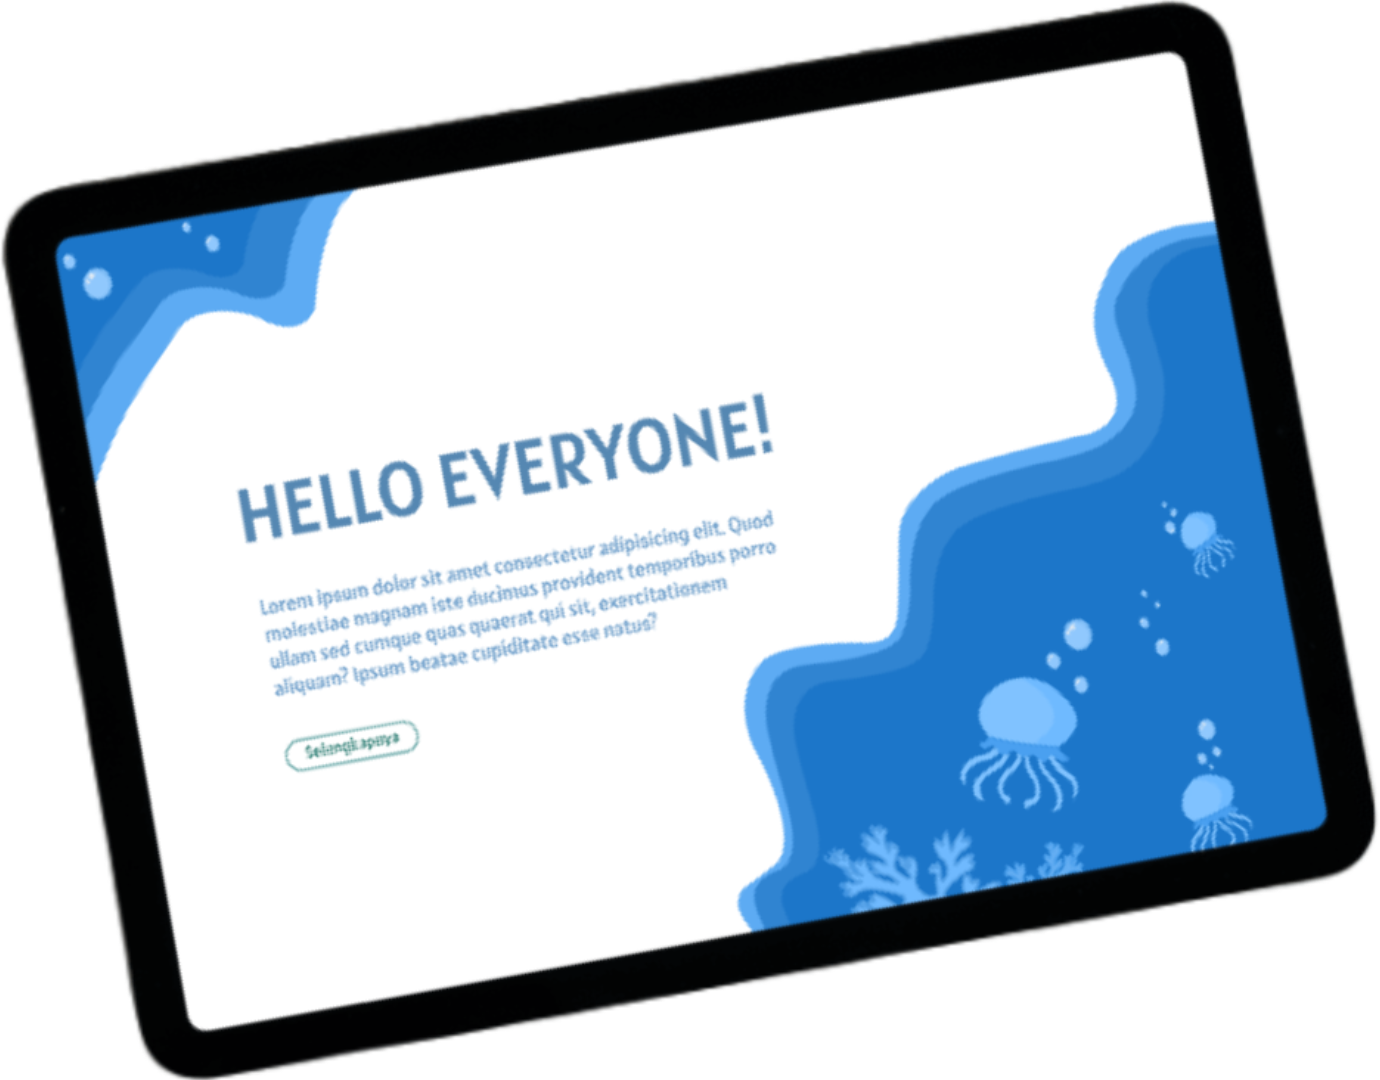 HELLO EVERYONE!
Lorem ipsum dolor sit amet consectetur adipisicing elit. Quod
molestiae magnam iste ducimus provident temporibus porro
ullam sed cumque quas quaerat qui sit, exercitationem
aliquam? Ipsum beatae cupiditate esse natus?
Selengkapnya